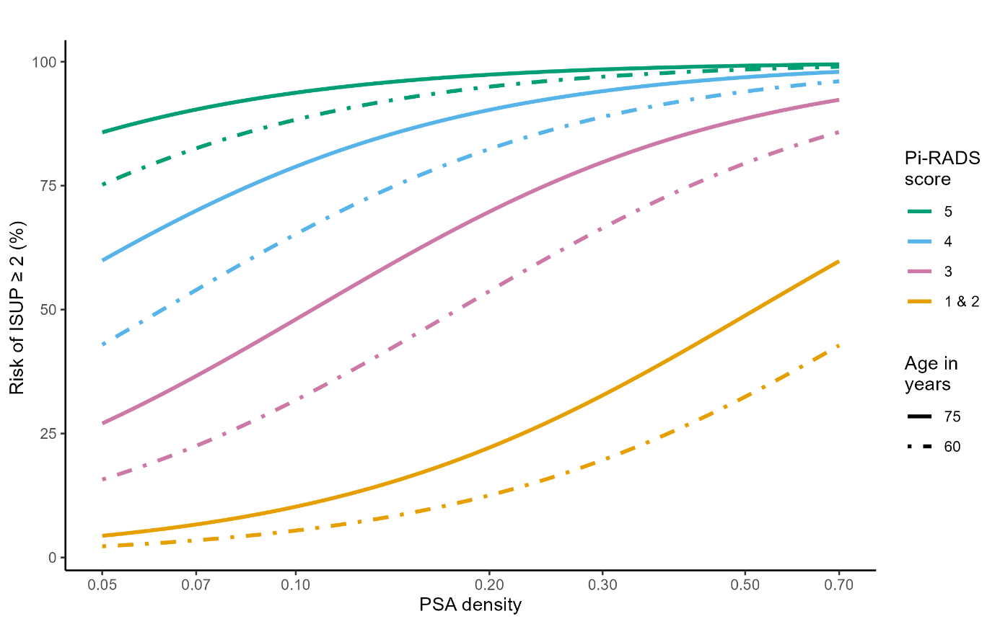 100
75
50
25
0
Risk of ISUP ≥ 2 (%)
0.05 0.07 0.10 0.20 0.30 0.50 0.70
PSA density
Pi-RADS
score
5
4
3
1 & 2
Age in
years
75
60